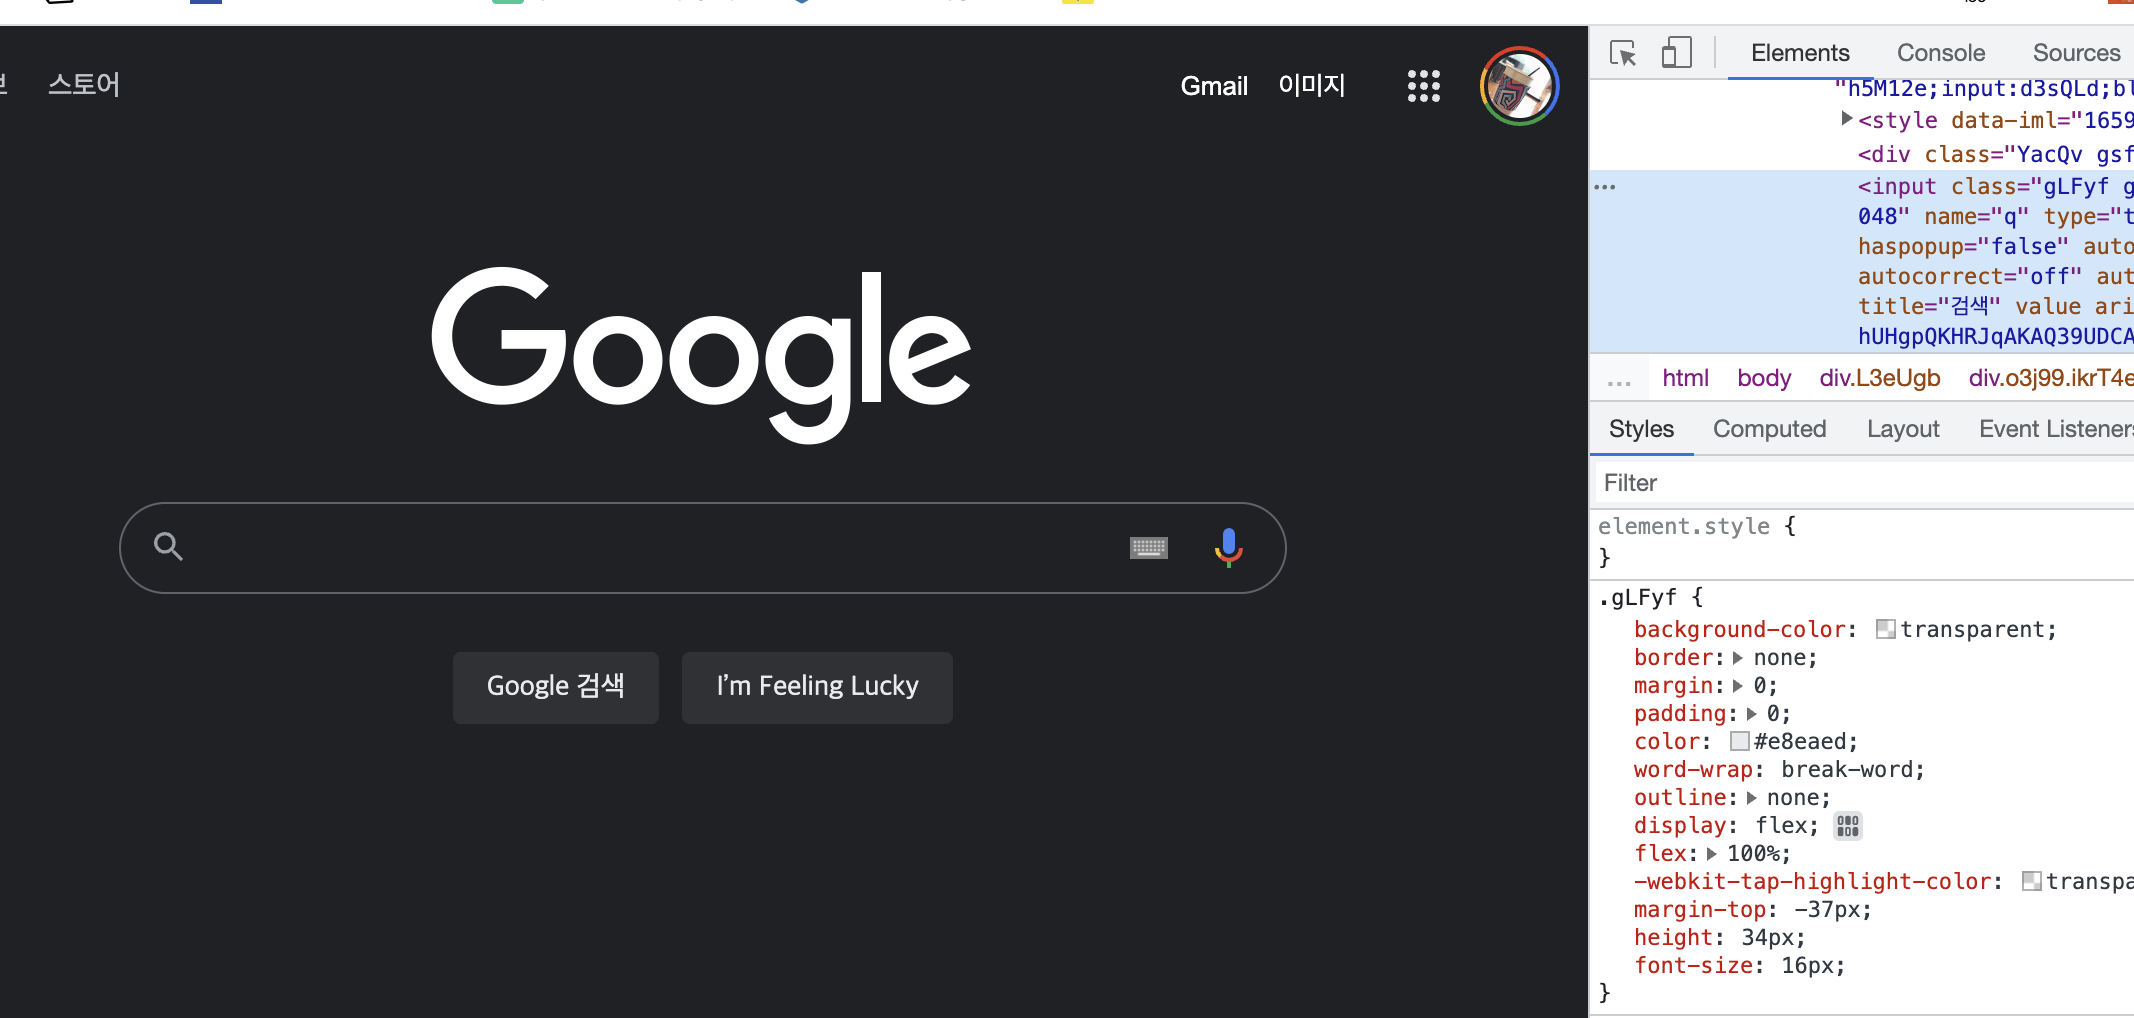 스토어
Gmail 이미지
Google
Google 검색
I'm Feeling Lucky
Elements Console Sources
"h5M12e;input:d3sQLd;bl
<style data-iml="1659
<div class="YacQv gsf
<input class="gLFyf g
048" name="q" type="t
haspopup="false" auto
autocorrect="off" aut
title="검색" value ari
hUHgpQKHRJqAKAQ39UDCA
... html body div.L3eUgb div.o3j99.ikrT4e
Styles Computed Layout Event Listeners
Filter
element.style {
}
.gLFyf {
background-color: transparent;
border: none;
margin: 0;
padding: 0;
color: #e8eaed;
word-wrap: break-word;
outline: none;
display: flex;
flex: 100%;
-webkit-tap-highlight-color: transpa
margin-top: -37px;
height: 34px;
font-size: 16px;
}